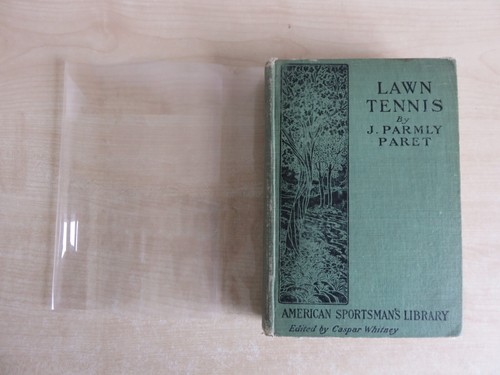 LAWN
TENNIS
By
J. PARMLY
PARET
AMERICAN SPORTSMAN'S LIBRARY
Edited by Caspar Whitney